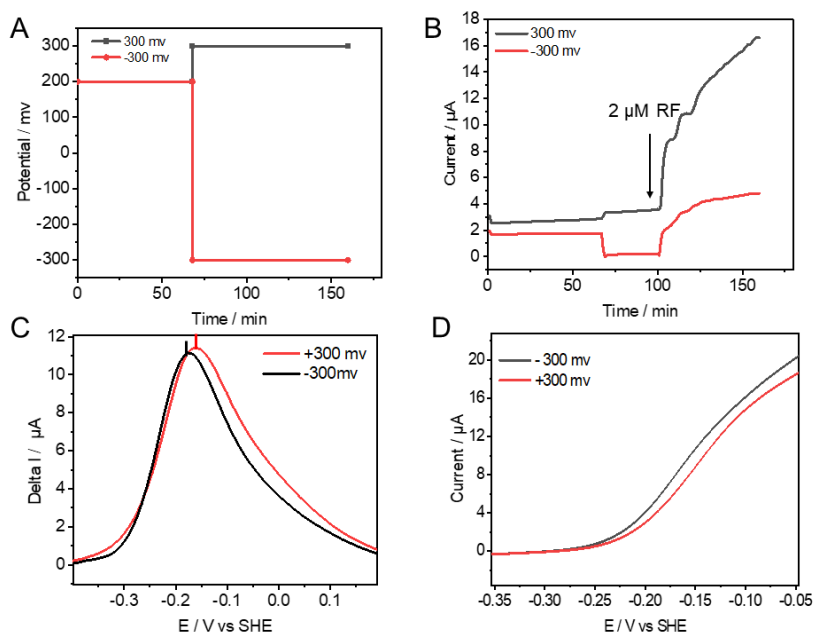 A
300 mv
-300 mv
300
200
100
0
100
-200
-300
Potential / mv
0
50
100
150
Time / min
B
300 mv
-300 mv
2 µM RF
18
16
14
12
10
8
6
4
2
0
Current / µA
0
50
100
150
Time / min
C
+300 mv
-300mv
12
10
8
6
4
2
0
Delta I / µA
-0.3
-0.2
-0.1
0.0
0.1
E / V vs SHE
D
- 300 mv
+300 mv
20
16
12
8
4
0
Current / µA
-0.35
-0.30
-0.25
-0.20
-0.15
-0.10
-0.05
E / V vs SHE